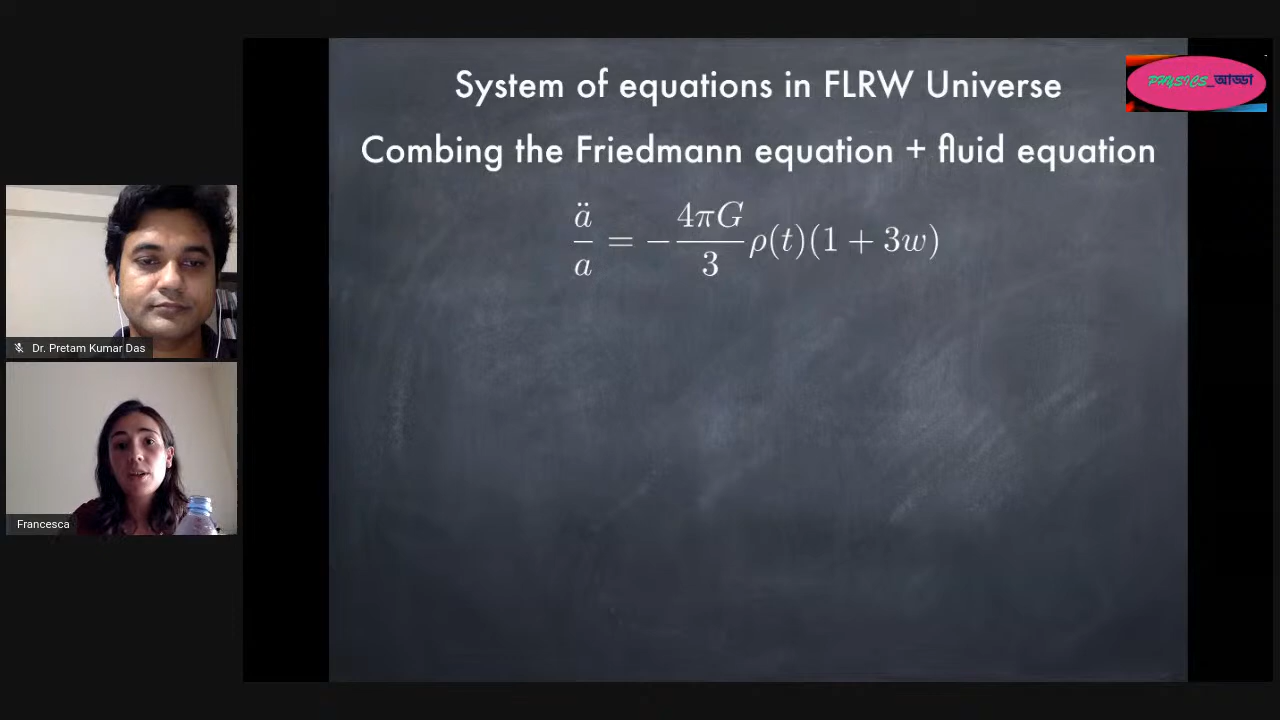 System of equations in FLRW Universe
PHYSICS_আড্ডা
Combing the Friedmann equation + fluid equation
ä/a = −4πG/3 ρ(t)(1 + 3w)
Dr. Pretam Kumar Das
Francesca